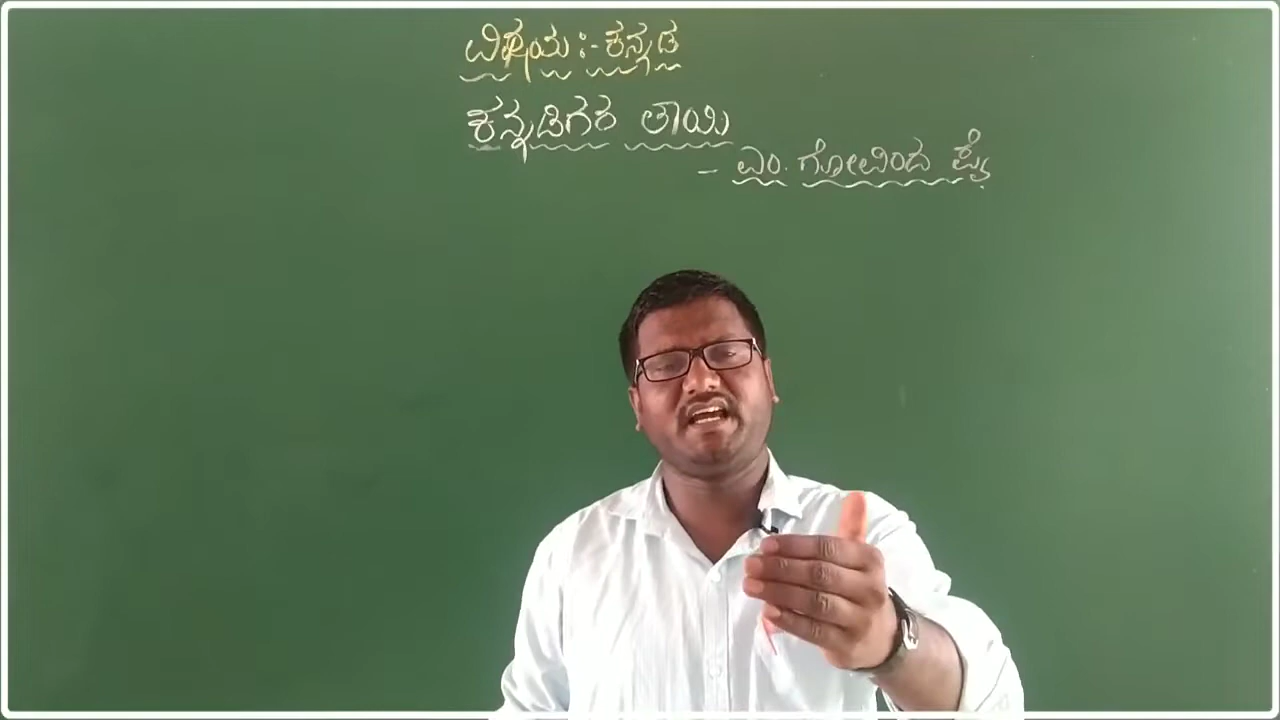 ವಿಷಯ :- ಕನ್ನಡ
ಕನ್ನಡಿಗರ ತಾಯಿ
- ಎಂ. ಗೋವಿಂದ ಪೈ